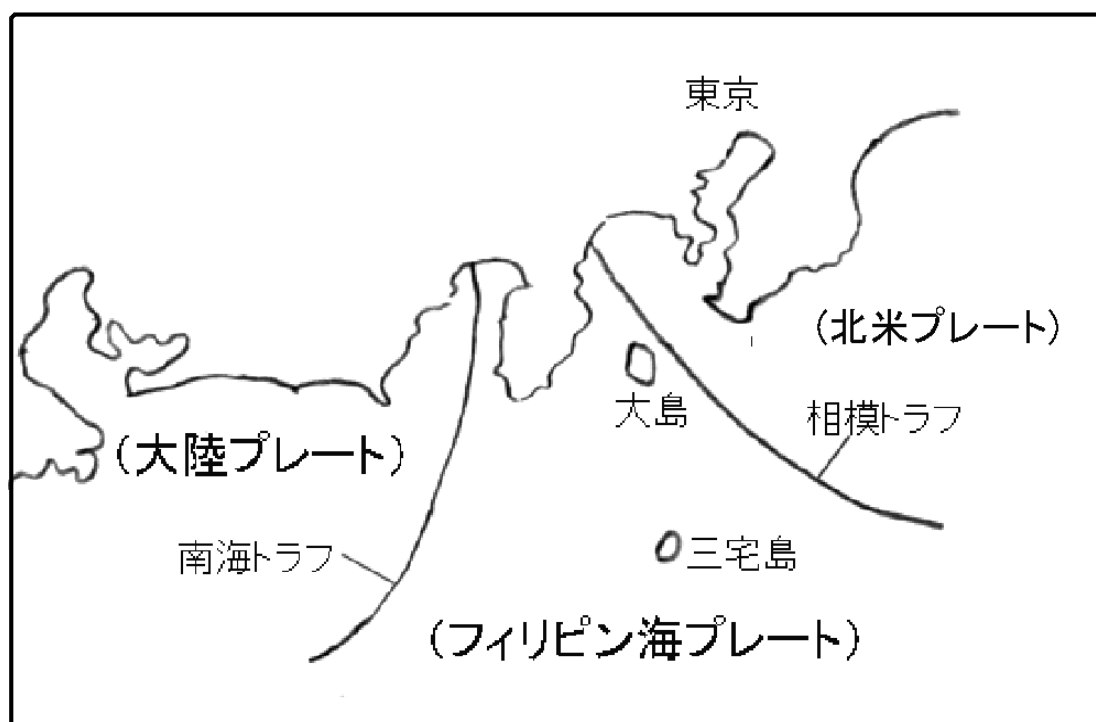 東京
(北米プレート)
大島
相模トラフ
(大陸プレート)
南海トラフ
三宅島
(フィリピン海プレート)